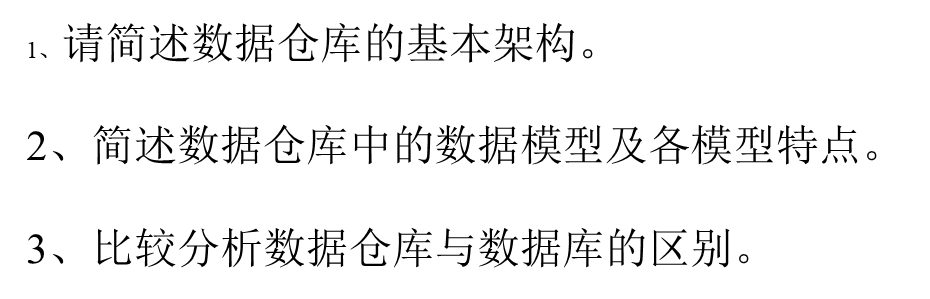 1、请简述数据仓库的基本架构。
2、简述数据仓库中的数据模型及各模型特点。
3、比较分析数据仓库与数据库的区别。